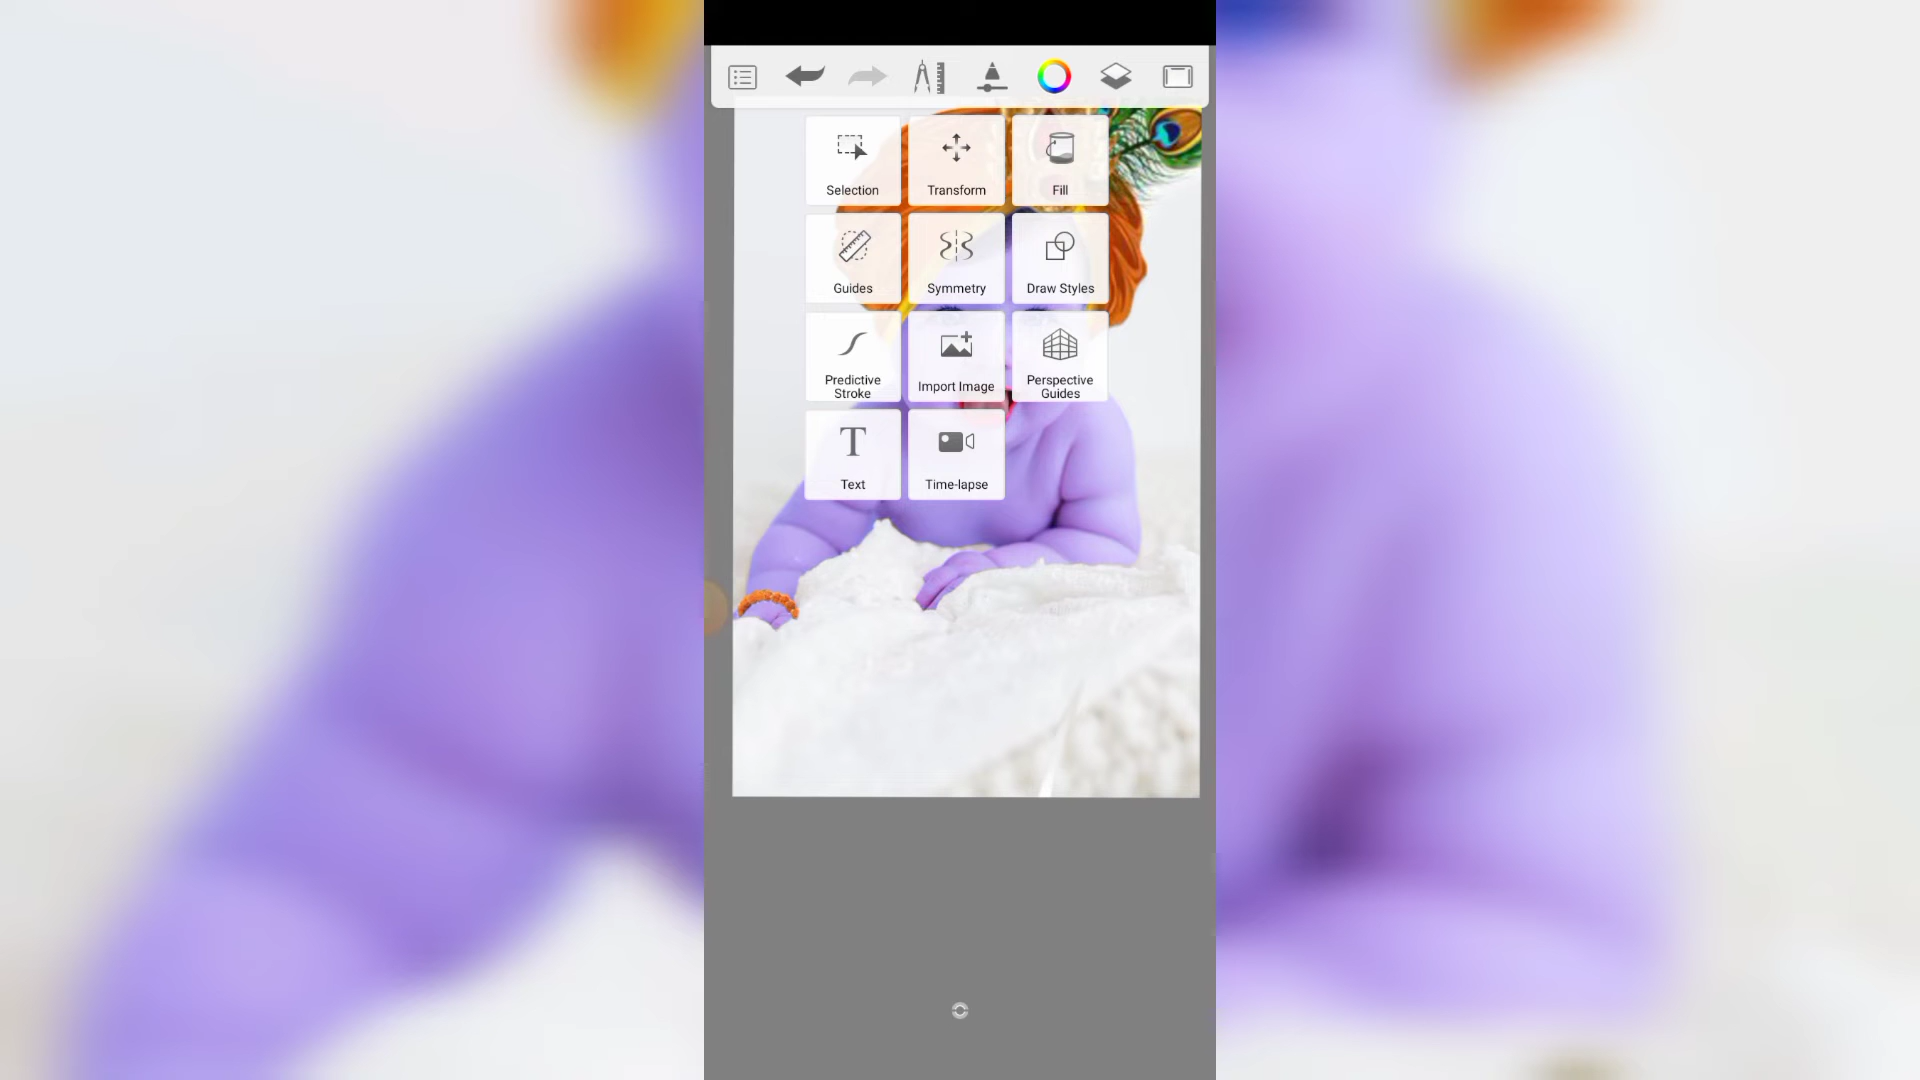 Selection
Transform
Fill
Guides
Symmetry
Draw Styles
Predictive
Stroke
Import Image
Perspective
Guides
Text
Time-lapse